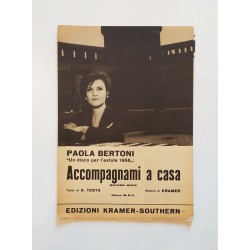 PAOLA BERTONI
"Un disco per l'estate 1966„:
Accompagnami a casa
Testo di A. TESTA
Musica di KRAMER
EDIZIONI KRAMER-SOUTHERN